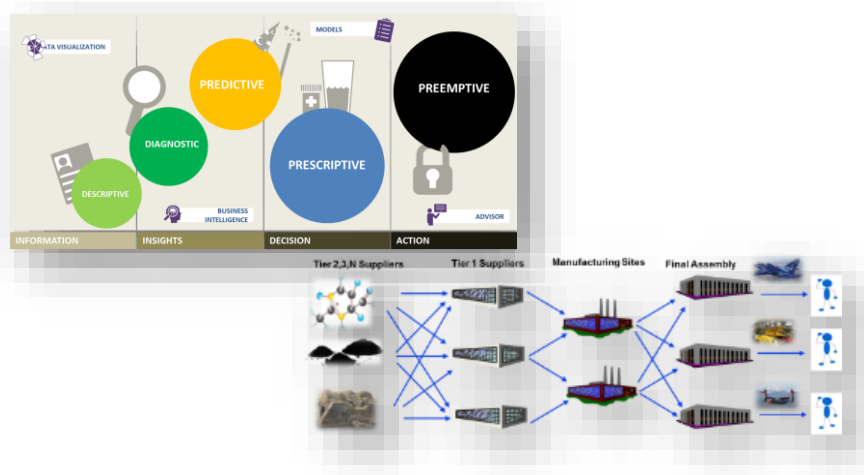 MODELS
ATA VISUALIZATION
PREDICTIVE
PREEMPTIVE
DIAGNOSTIC
PRESCRIPTIVE
DESCRIPTIVE
BUSINESS
INTELLIGENCE
ADVISOR
INFORMATION
INSIGHTS
DECISION
ACTION
Tier 2,3,N Suppliers
Tier 1 Suppliers
Manufacturing Sites
Final Assembly